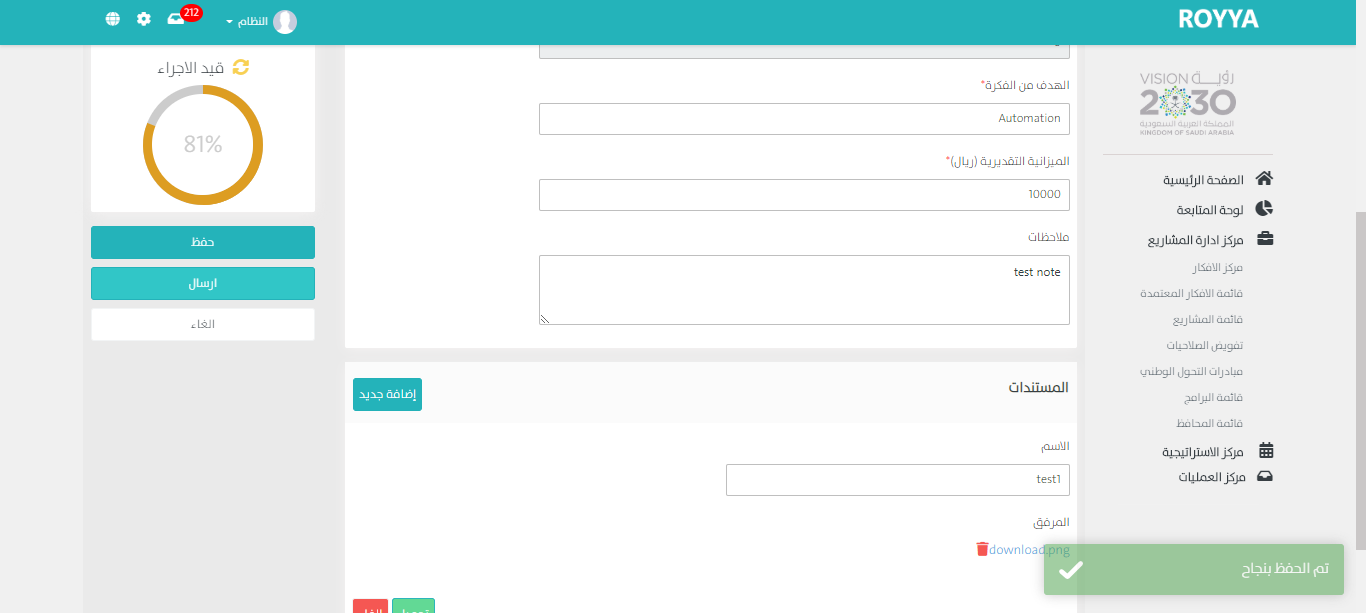 ROYYA
النظام
212
VISION رؤيـــة
2030
المملكة العربية السعودية
KINGDOM OF SAUDI ARABIA
الصفحة الرئيسية
لوحة المتابعة
مركز ادارة المشاريع
مركز الافكار
قائمة الافكار المعتمدة
قائمة المشاريع
تفويض الصلاحيات
مبادرات التحول الوطني
قائمة البرامج
قائمة المحافظ
مركز الاستراتيجية
مركز العمليات
الهدف من الفكرة*
Automation
الميزانية التقديرية (ريال)*
10000
ملاحظات
test note
المستندات
إضافة جديد
الاسم
test1
المرفق
download.png
قيد الاجراء
81%
حفظ
ارسال
الغاء
تم الحفظ بنجاح